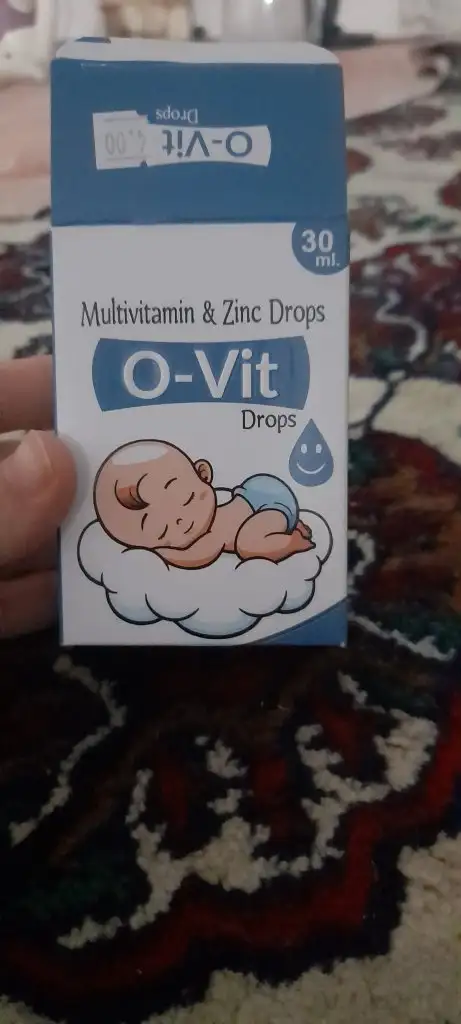 O-Vit
Drops
30
ml.
Multivitamin & Zinc Drops
O-Vit
Drops